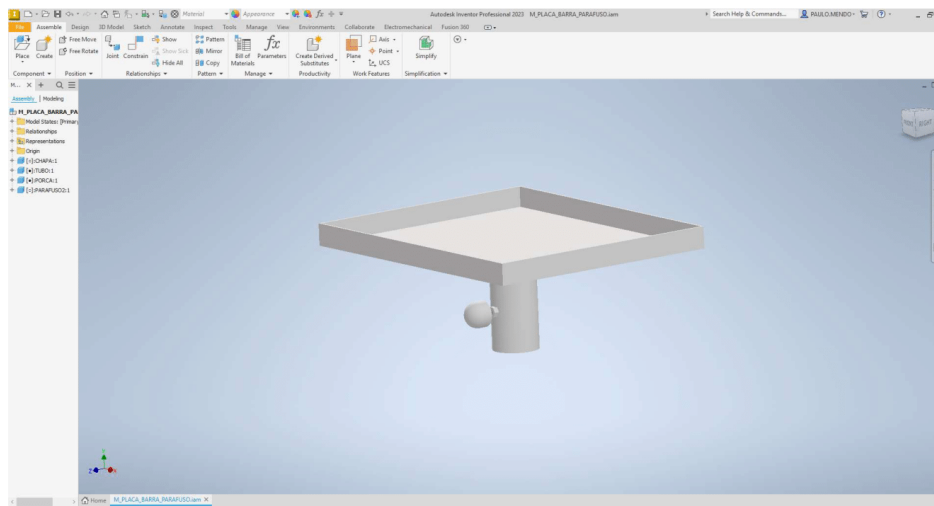 Material
Appearance
Autodesk Inventor Professional 2023 M_PLACA_BARRA_PARAFUSO.iam
Search Help & Commands...
PAULO.MENDO
File Assemble Design 3D Model Sketch Annotate Inspect Tools Manage View Environments Collaborate Electromechanical Fusion 360
Free Move Show Pattern Axis
Free Rotate Show Sick Mirror Point
Place Create Joint Constrain Hide All Copy Bill of Materials Parameters Create Derived Substitutes Plane UCS Simplify
Component Position Relationships Pattern Manage Productivity Work Features Simplification
M...
Assembly | Modeling
M_PLACA_BARRA_PA
Model States: [Primar
Relationships
Representations
Origin
CHAPA:1
TUBO:1
PORCA:1
PARAFUSO2:1
RIGHT
Home M_PLACA_BARRA_PARAFUSO.iam